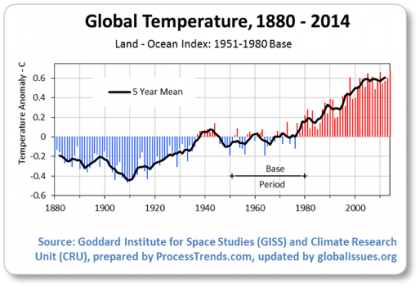 Global Temperature, 1880 - 2014
Land - Ocean Index: 1951-1980 Base
Temperature Anomaly - C
0.6
0.4
0.2
0
-0.2
-0.4
-0.6
5 Year Mean
Base
Period
1880 1900 1920 1940 1960 1980 2000
Source: Goddard Institute for Space Studies (GISS) and Climate Research
Unit (CRU), prepared by ProcessTrends.com, updated by globalissues.org